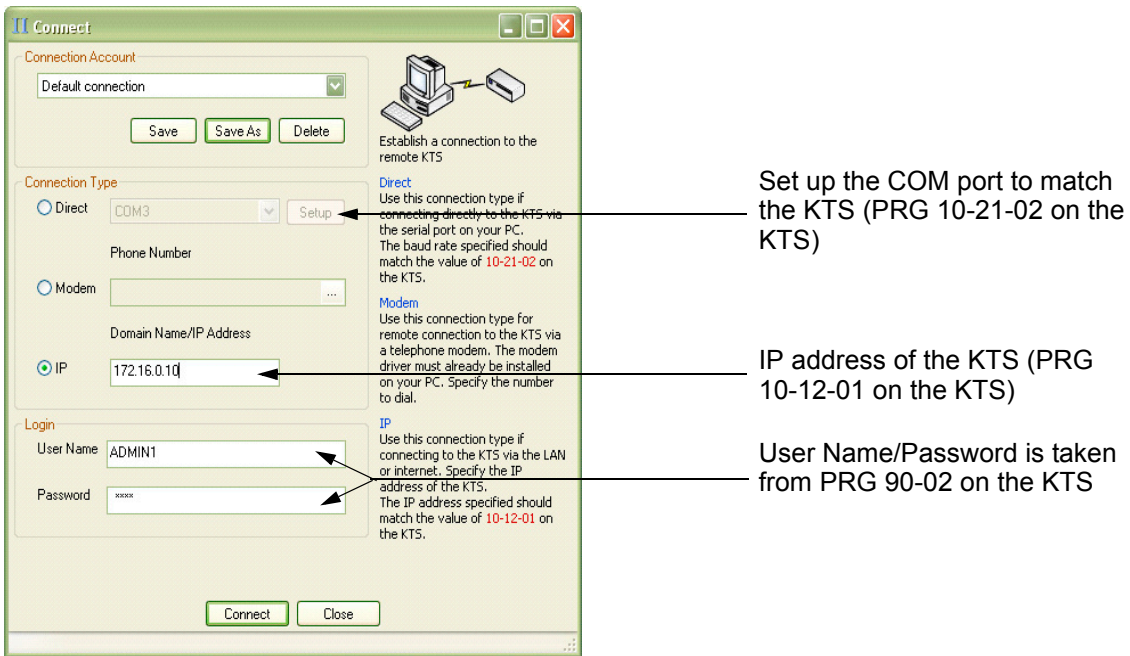 Connect
Connection Account
Default connection
Save
Save As
Delete
Establish a connection to the
remote KTS
Connection Type
Direct
COM3
Setup
Phone Number
Modem
...
Domain Name/IP Address
IP
172.16.0.10
Direct
Use this connection type if
connecting directly to the KTS via
the serial port on your PC.
The baud rate specified should
match the value of 10-21-02 on
the KTS.
Modem
Use this connection type for
remote connection to the KTS via
a telephone modem. The modem
driver must already be installed
on your PC. Specify the number
to dial.
Login
User Name
ADMIN1
Password
xxxx
IP
Use this connection type if
connecting to the KTS via the LAN
or internet. Specify the IP
address of the KTS.
The IP address specified should
match the value of 10-12-01 on
the KTS.
Connect
Close
Set up the COM port to match
the KTS (PRG 10-21-02 on the
KTS)
IP address of the KTS (PRG
10-12-01 on the KTS)
User Name/Password is taken
from PRG 90-02 on the KTS